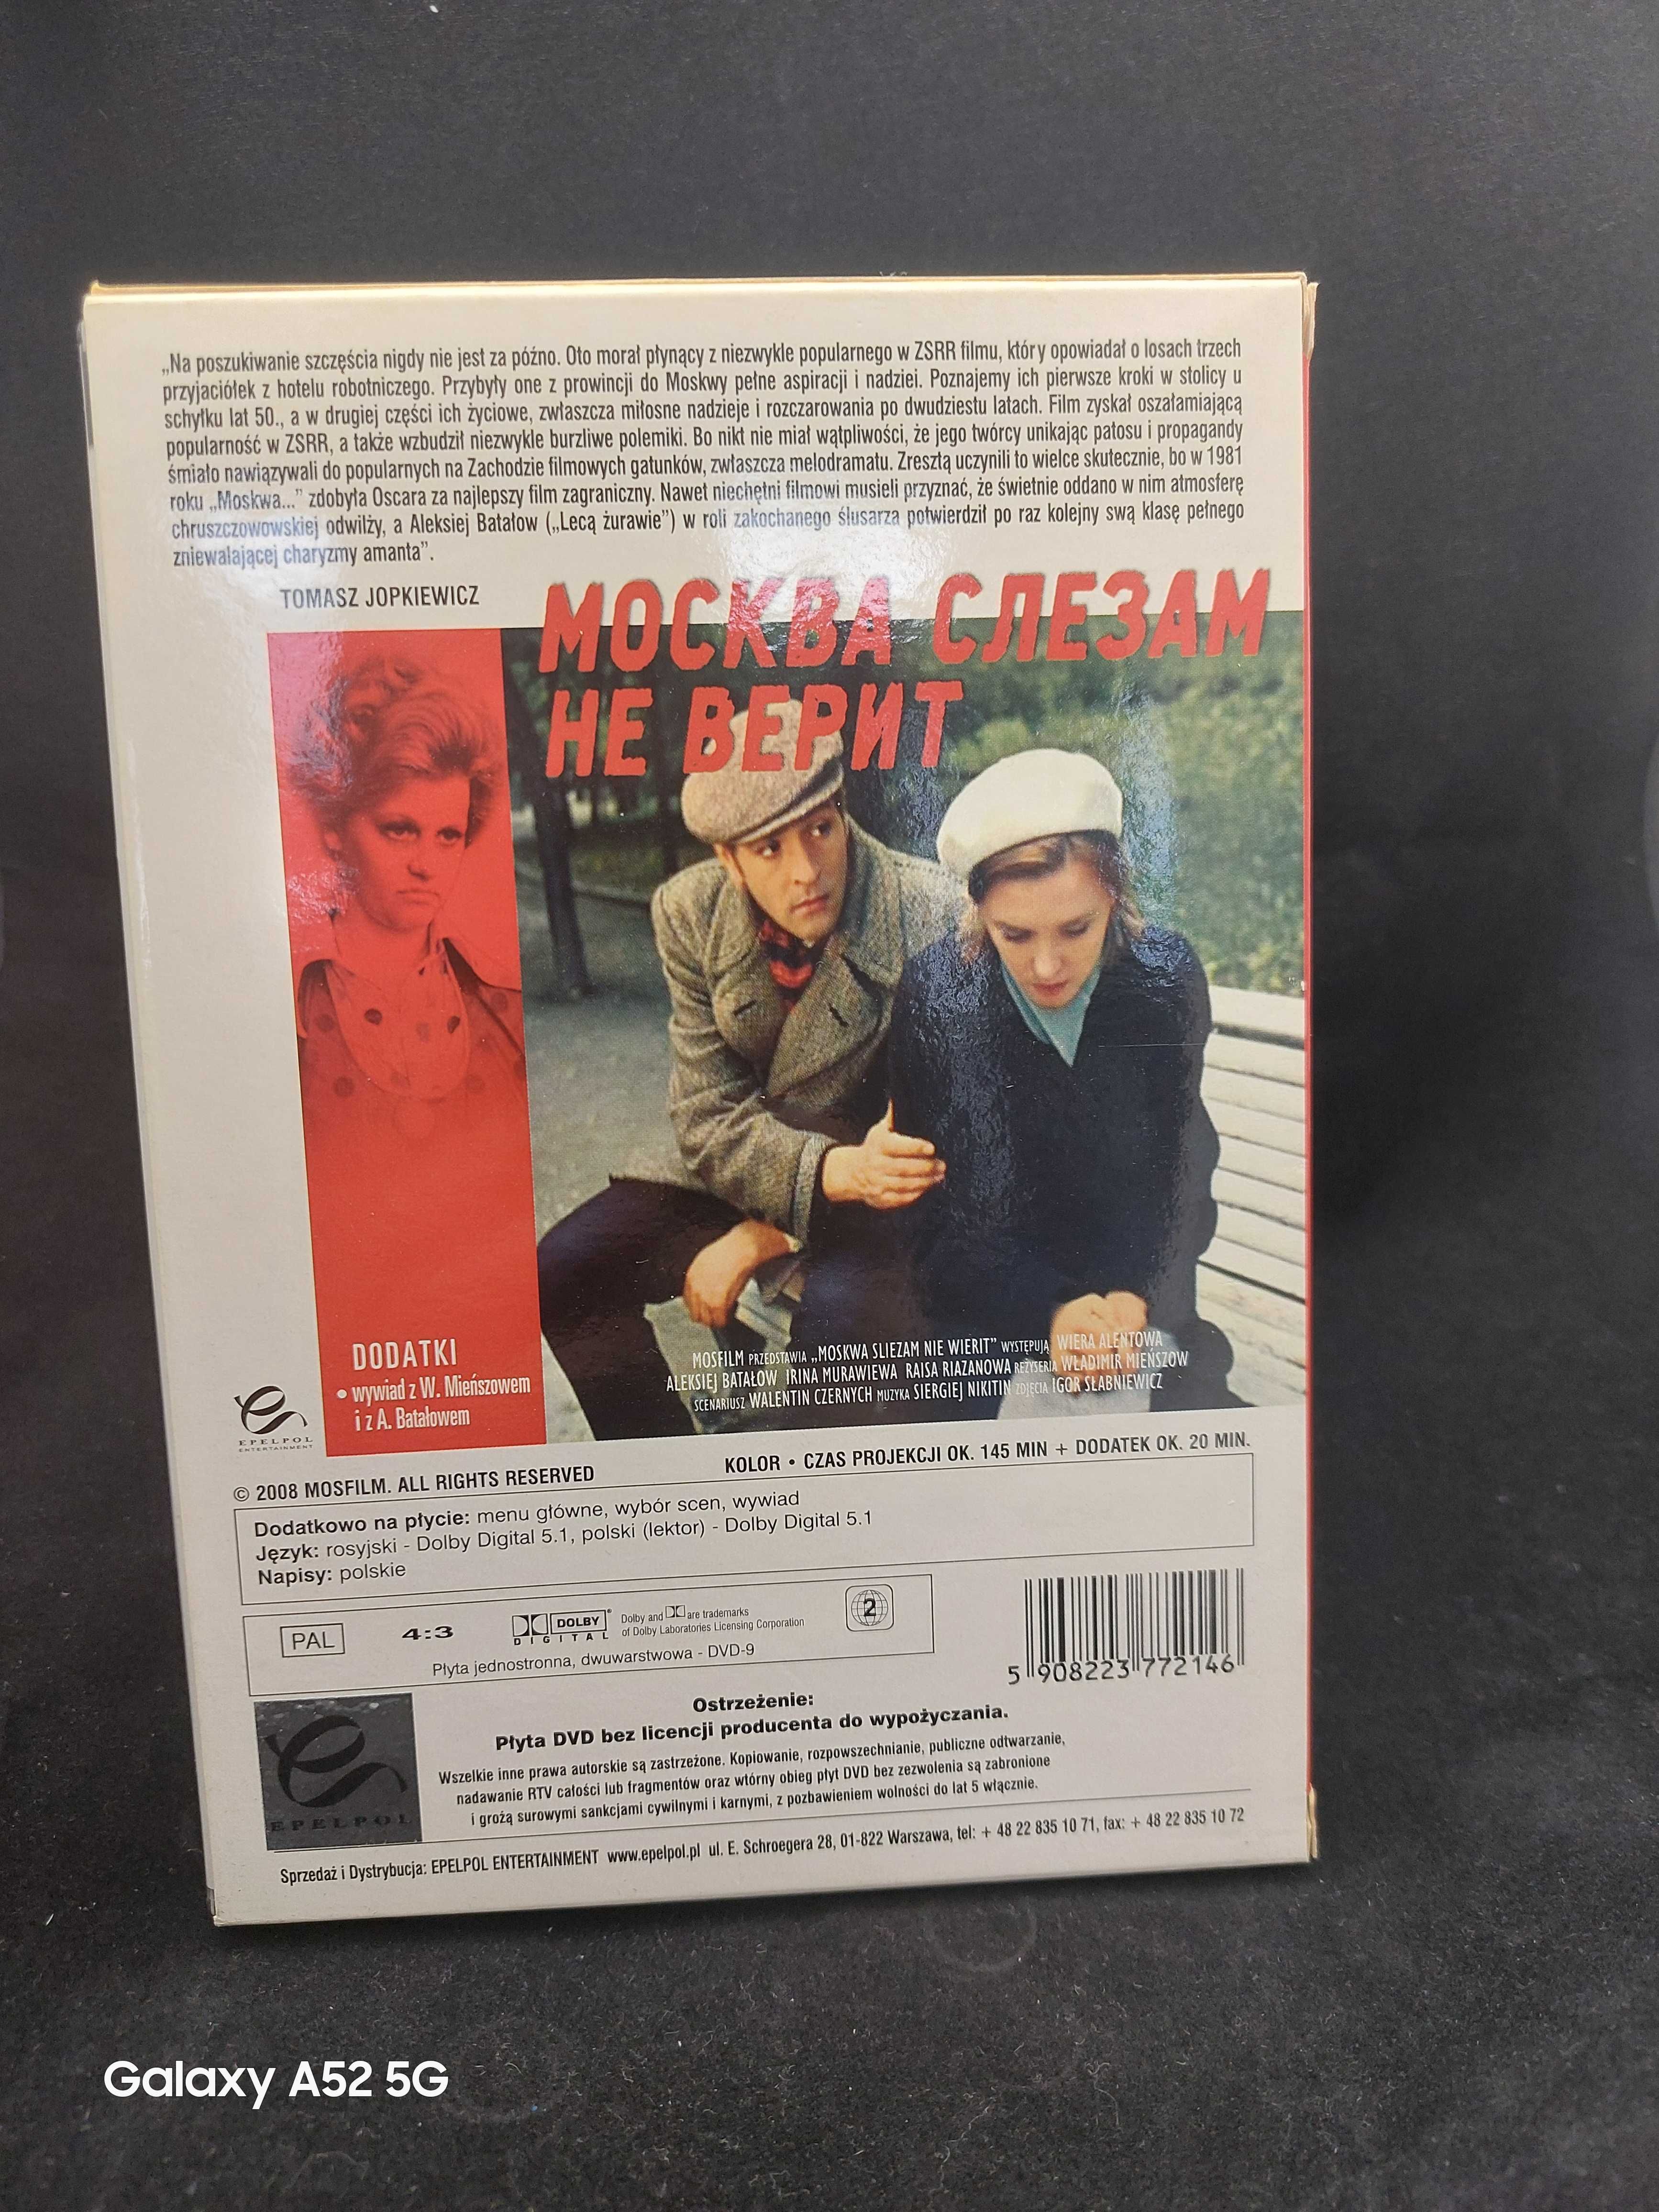 „Na poszukiwanie szczęścia nigdy nie jest za późno. Oto morał płynący z niezwykle popularnego w ZSRR filmu, który opowiadał o losach trzech
przyjaciółek z hotelu robotniczego. Przybyły one z prowincji do Moskwy pełne aspiracji i nadziei. Poznajemy ich pierwsze kroki w stolicy u
schyłku lat 50., a w drugiej części ich życiowe, zwłaszcza miłosne nadzieje i rozczarowania po dwudziestu latach. Film zyskał oszałamiającą
popularność w ZSRR, a także wzbudził niezwykle burzliwe polemiki. Bo nikt nie miał wątpliwości, że jego twórcy unikając patosu i propagandy
śmiało nawiązywali do popularnych na Zachodzie filmowych gatunków, zwłaszcza melodramatu. Zresztą uczynili to wielce skutecznie, bo w 1981
roku „Moskwa...” zdobyła Oscara za najlepszy film zagraniczny. Nawet niechętni filmowi musieli przyznać, że świetnie oddano w nim atmosferę
chruszczowowskiej odwilży, a Aleksiej Batałow („Lecą żurawie”) w roli zakochanego ślusarza potwierdził po raz kolejny swą klasę pełnego
zniewalającej charyzmy amanta”.
TOMASZ JOPKIEWICZ
МОСКВА СЛЕЗАМ
НЕ ВЕРИТ
DODATKI
• wywiad z W. Mieńszowem
i z A. Batałowem
MOSFILM PRZEDSTAWIA „MOSKWA SLIEZAM NIE WIERIT” WYSTĘPUJĄ WIERA ALENTOWA
ALEKSIEJ BATAŁOW IRINA MURAWIEWA RAISA RIAZANOWA REŻYSERIA WŁADIMIR MIEŃSZOW
SCENARIUSZ WALENTIN CZERNYCH MUZYKA SIERGIEJ NIKITIN ZDJĘCIA IGOR SŁABNIEWICZ
EPELPOL
ENTERTAINMENT
© 2008 MOSFILM. ALL RIGHTS RESERVED
KOLOR • CZAS PROJEKCJI OK. 145 MIN + DODATEK OK. 20 MIN.
Dodatkowo na płycie: menu główne, wybór scen, wywiad
Język: rosyjski - Dolby Digital 5.1, polski (lektor) - Dolby Digital 5.1
Napisy: polskie
PAL
4:3
DOLBY
DIGITAL
Dolby and are trademarks
of Dolby Laboratories Licensing Corporation
2
Płyta jednostronna, dwuwarstwowa - DVD-9
5 908223 772146
Ostrzeżenie:
Płyta DVD bez licencji producenta do wypożyczania.
Wszelkie inne prawa autorskie są zastrzeżone. Kopiowanie, rozpowszechnianie, publiczne odtwarzanie,
nadawanie RTV całości lub fragmentów oraz wtórny obieg płyt DVD bez zezwolenia są zabronione
i grożą surowymi sankcjami cywilnymi i karnymi, z pozbawieniem wolności do lat 5 włącznie.
EPELPOL
Sprzedaż i Dystrybucja: EPELPOL ENTERTAINMENT www.epelpol.pl ul. E. Schroegera 28, 01-822 Warszawa, tel: + 48 22 835 10 71, fax: + 48 22 835 10 72
Galaxy A52 5G